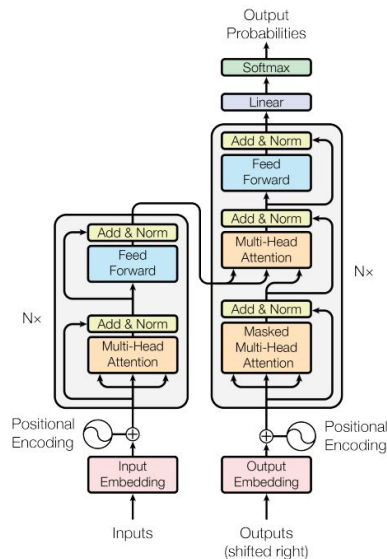 Output
Probabilities
Softmax
Linear
Add & Norm
Feed
Forward
Add & Norm
Multi-Head
Attention
Nx
Add & Norm
Masked
Multi-Head
Attention
Positional
Encoding
Output
Embedding
Outputs
(shifted right)
Add & Norm
Feed
Forward
Nx
Add & Norm
Multi-Head
Attention
Positional
Encoding
Input
Embedding
Inputs